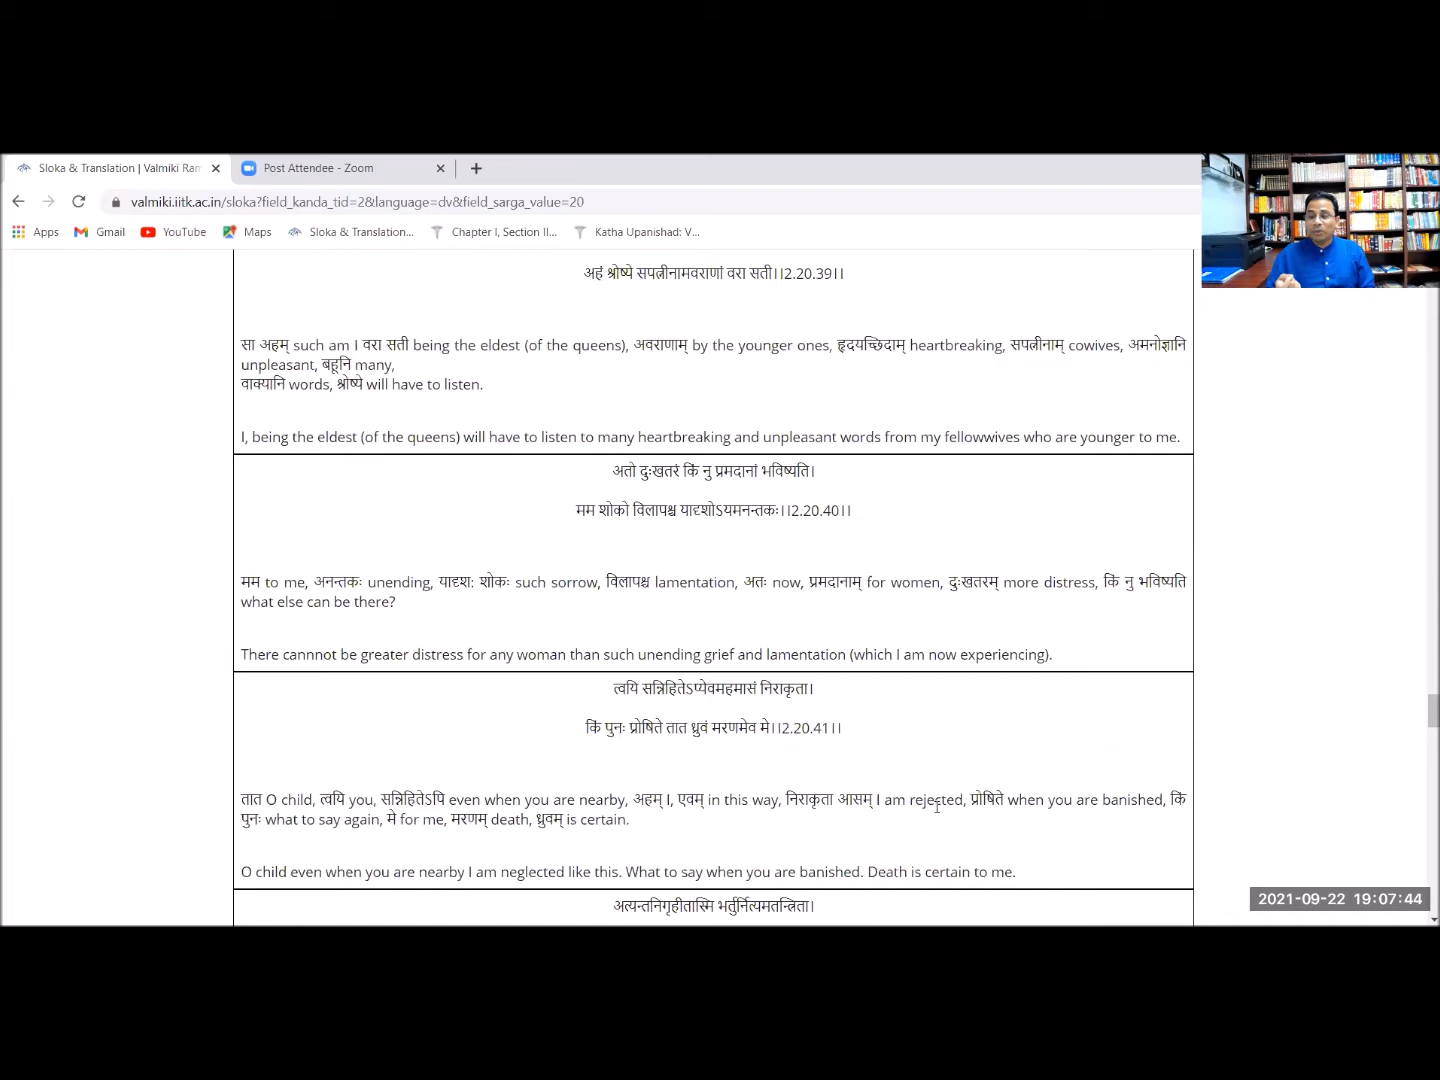 Sloka & Translation | Valmiki Ram
Post Attendee - Zoom
valmiki.iitk.ac.in/sloka?field_kanda_tid=2&language=dv&field_sarga_value=20
Apps Gmail YouTube Maps Sloka & Translation... Chapter I, Section II... Katha Upanishad: V...
अहं श्रोष्ये सपत्नीनामवराणां वरा सती।।2.20.39।।
सा अहम् such am I वरा सती being the eldest (of the queens), अवराणाम् by the younger ones, हृदयच्छिदाम् heartbreaking, सपत्नीनाम् cowives, अमनोज्ञानि
unpleasant, बहूनि many,
वाक्यानि words, श्रोष्ये will have to listen.
I, being the eldest (of the queens) will have to listen to many heartbreaking and unpleasant words from my fellowwives who are younger to me.
अतो दुःखतरं किं नु प्रमदानां भविष्यति।
मम शोको विलापश्च यादृशोऽयमनन्तकः।।2.20.40।।
मम to me, अनन्तकः unending, यादृश: शोकः such sorrow, विलापश्च lamentation, अतः now, प्रमदानाम् for women, दुःखतरम् more distress, किं नु भविष्यति
what else can be there?
There cannnot be greater distress for any woman than such unending grief and lamentation (which I am now experiencing).
त्वयि सन्निहितेऽप्येवमहमासं निराकृता।
किं पुनः प्रोषिते तात ध्रुवं मरणमेव मे।।2.20.41।।
तात O child, त्वयि you, सन्निहितेऽपि even when you are nearby, अहम् I, एवम् in this way, निराकृता आसम् I am rejected, प्रोषिते when you are banished, किं
पुनः what to say again, मे for me, मरणम् death, ध्रुवम् is certain.
O child even when you are nearby I am neglected like this. What to say when you are banished. Death is certain to me.
2021-09-22 19:07:44
अत्यन्तनिगृहीतास्मि भर्तुर्नित्यमतन्त्रिता।